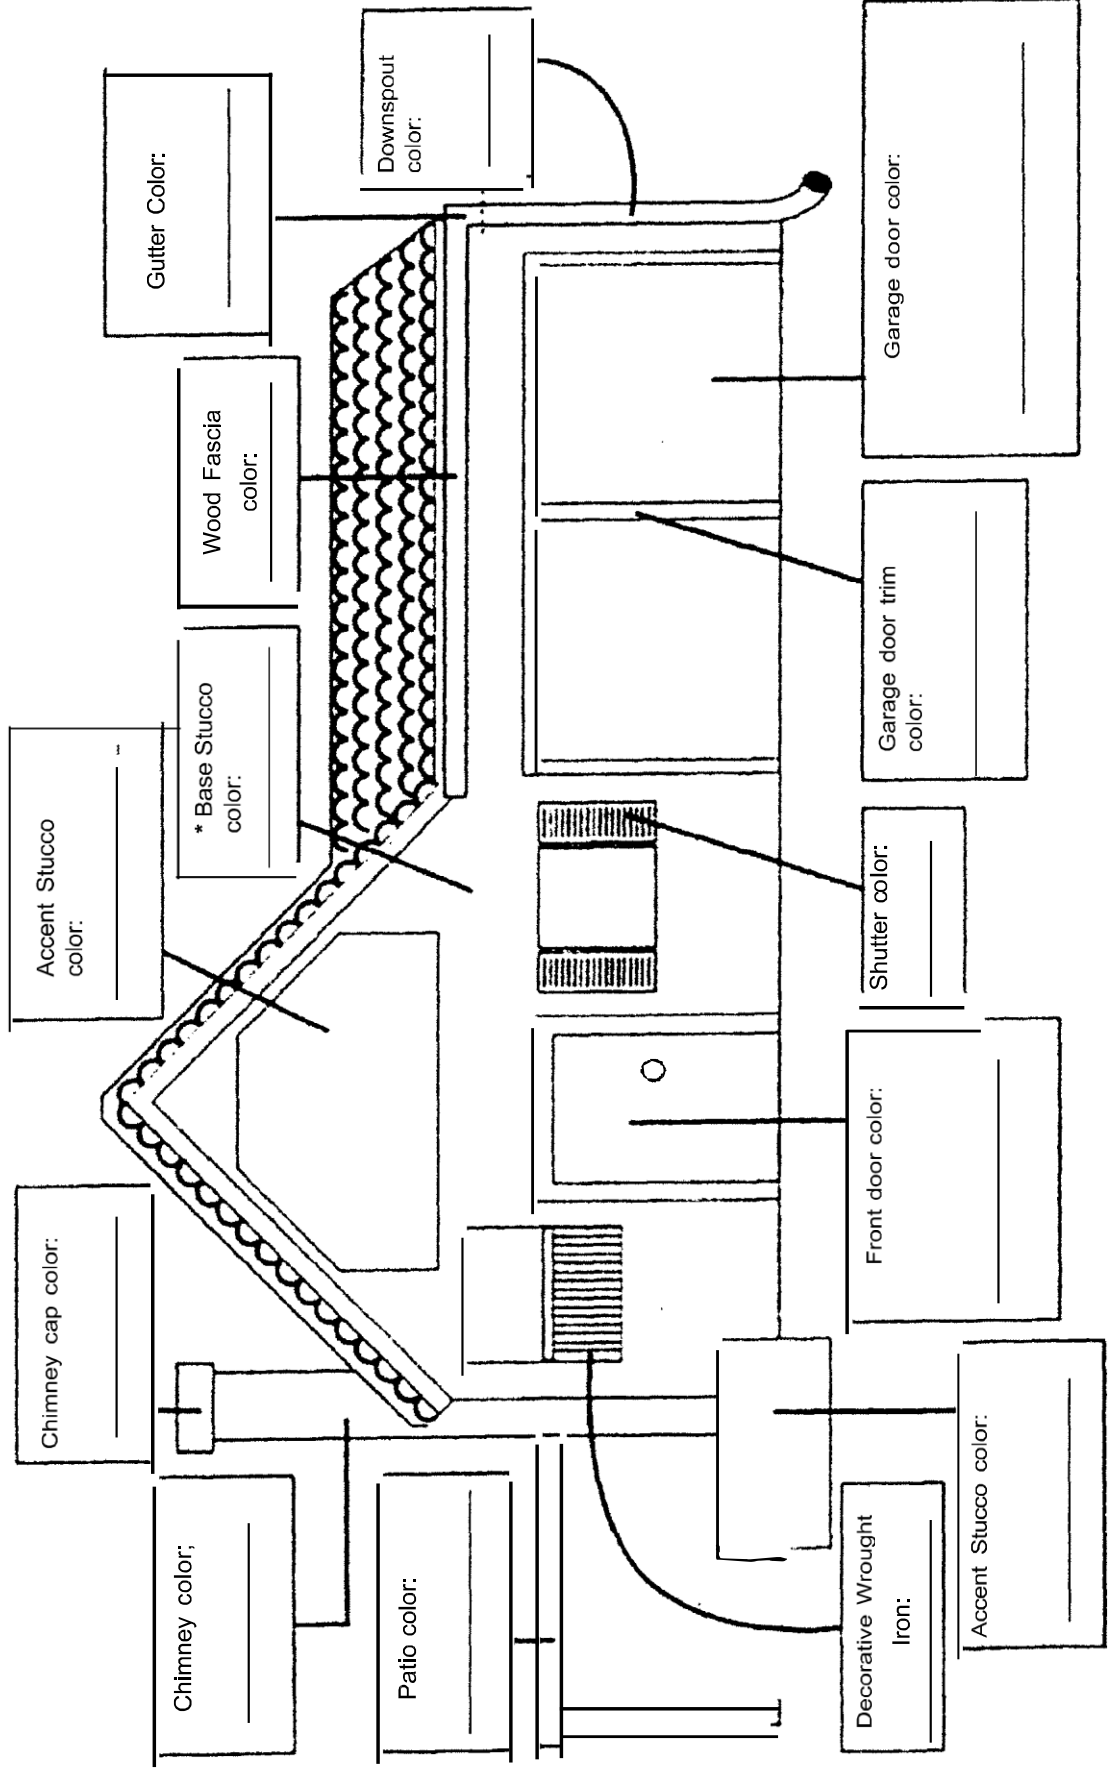 Chimney color;
Chimney cap color:
Accent Stucco
color:
* Base Stucco
color:
Wood Fascia
color:
Gutter Color:
Patio color:
Downspout
color:
Decorative Wrought
Iron:
Accent Stucco color:
Front door color:
Shutter color:
Garage door trim
color:
Garage door color: